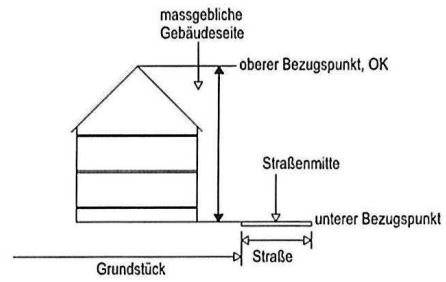 massgebliche
Gebäudeseite
oberer Bezugspunkt, OK
Straßenmitte
unterer Bezugspunkt
Straße
Grundstück